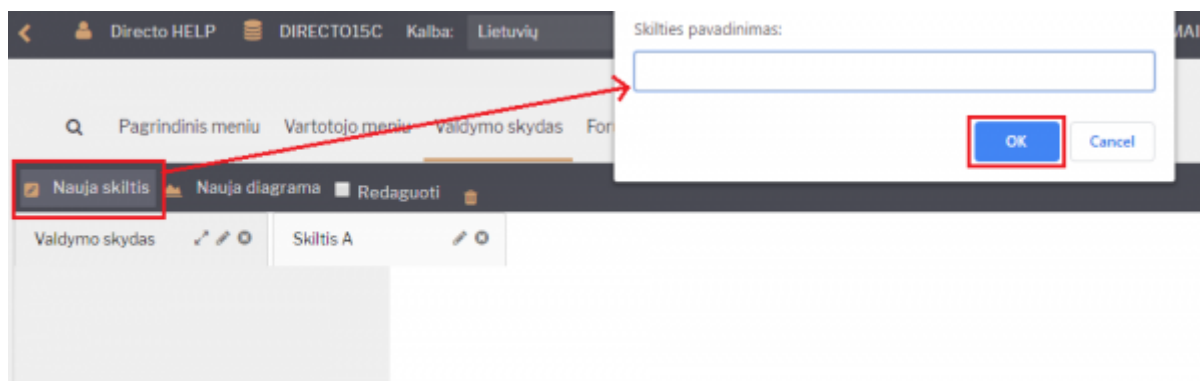 Directo HELP DIRECTO15C Kalba: Lietuvių
Skilties pavadinimas:
OK Cancel
Pagrindinis meniu Vartotojo meniu Valdymo skydas For
Nauja skiltis Nauja diagrama Redaguoti
Valdymo skydas Skiltis A